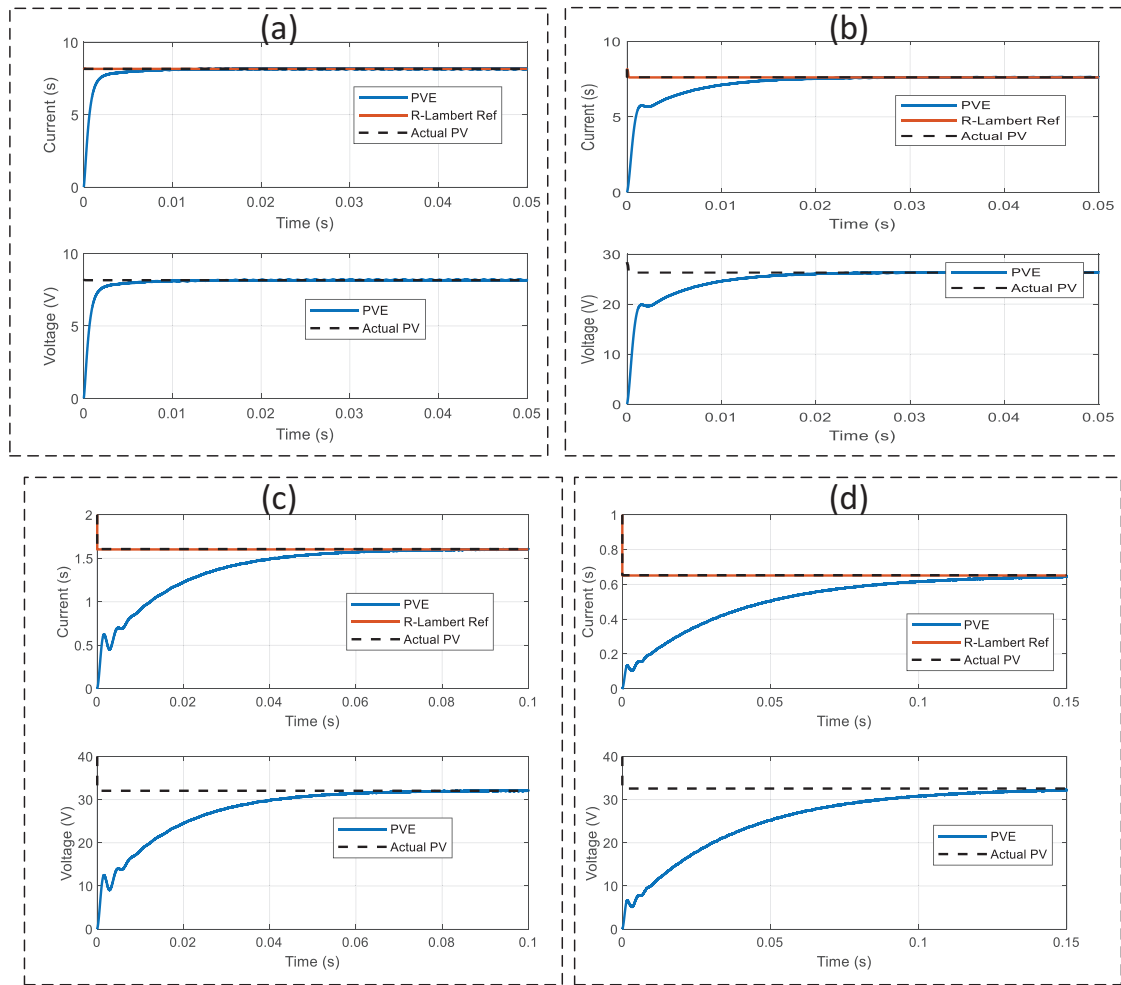 (a)
10
5
0
Current (s)
PVE
R-Lambert Ref
Actual PV
0 0.01 0.02 0.03 0.04 0.05
Time (s)
10
5
0
Voltage (V)
PVE
Actual PV
0 0.01 0.02 0.03 0.04 0.05
Time (s)
(b)
10
5
0
Current (s)
PVE
R-Lambert Ref
Actual PV
0 0.01 0.02 0.03 0.04 0.05
Time (s)
30
20
10
0
Voltage (V)
PVE
Actual PV
0 0.01 0.02 0.03 0.04 0.05
Time (s)
(c)
2
1.5
1
0.5
0
Current (s)
PVE
R-Lambert Ref
Actual PV
0 0.02 0.04 0.06 0.08 0.1
Time (s)
40
30
20
10
0
Voltage (V)
PVE
Actual PV
0 0.02 0.04 0.06 0.08 0.1
Time (s)
(d)
1
0.8
0.6
0.4
0.2
0
Current (s)
PVE
R-Lambert Ref
Actual PV
0 0.05 0.1 0.15
Time (s)
40
30
20
10
0
Voltage (V)
PVE
Actual PV
0 0.05 0.1 0.15
Time (s)